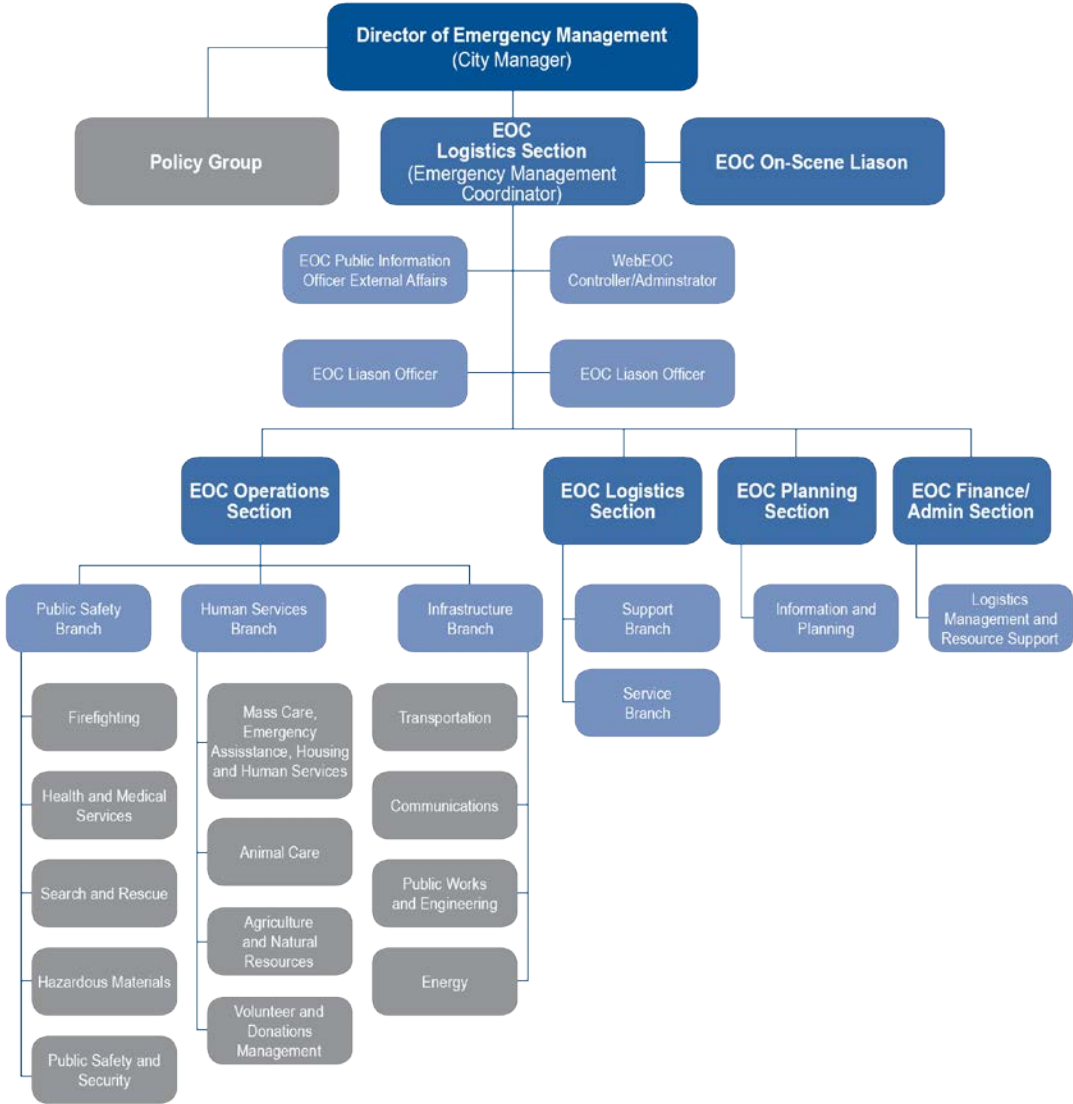 Director of Emergency Management
(City Manager)
Policy Group
EOC
Logistics Section
(Emergency Management
Coordinator)
EOC On-Scene Liason
EOC Public Information
Officer External Affairs
WebEOC
Controller/Adminstrator
EOC Liason Officer
EOC Liason Officer
EOC Operations
Section
EOC Logistics
Section
EOC Planning
Section
EOC Finance/
Admin Section
Public Safety
Branch
Human Services
Branch
Infrastructure
Branch
Support
Branch
Information and
Planning
Logistics
Management and
Resource Support
Service
Branch
Firefighting
Health and Medical
Services
Search and Rescue
Hazardous Materials
Public Safety and
Security
Mass Care,
Emergency
Assisstance, Housing
and Human Services
Animal Care
Agriculture
and Natural
Resources
Volunteer and
Donations
Management
Transportation
Communications
Public Works
and Engineering
Energy